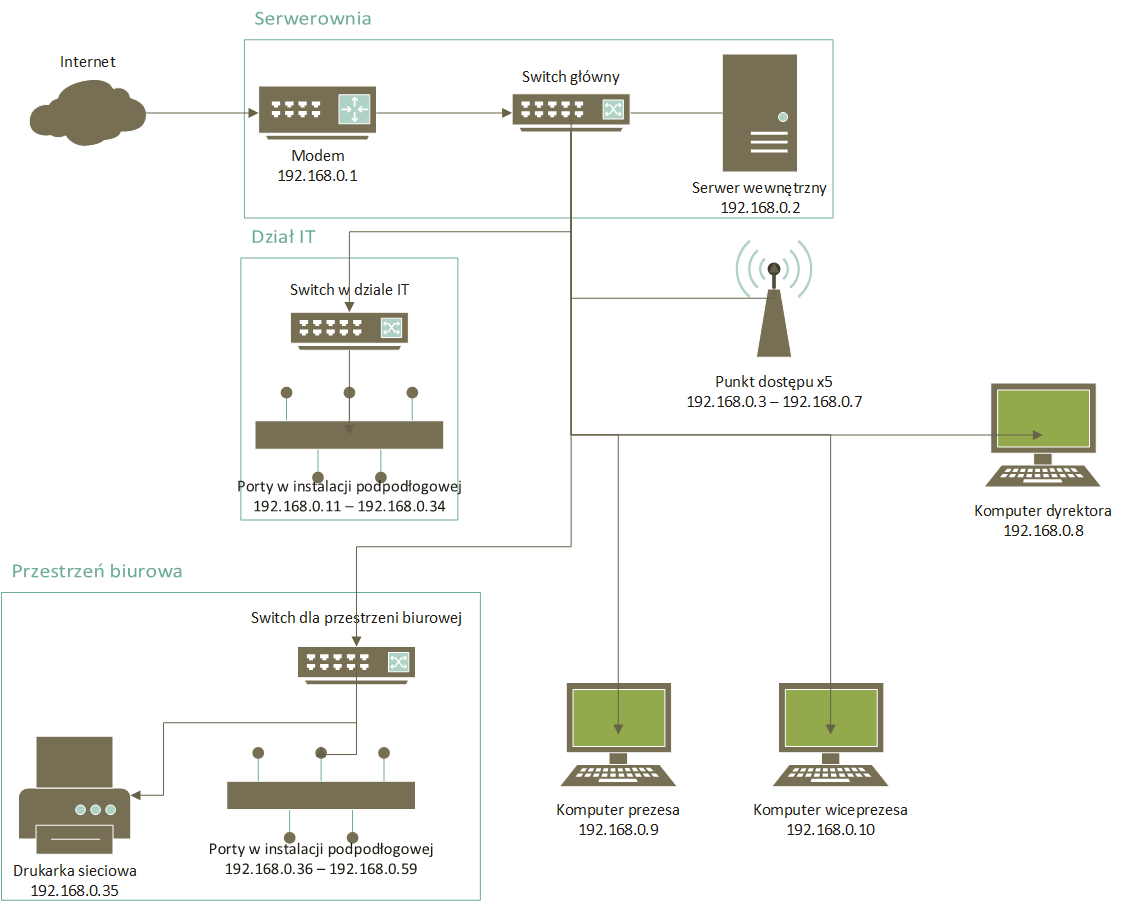 Serwerownia
Internet
Switch główny
Modem
192.168.0.1
Serwer wewnętrzny
192.168.0.2
Dział IT
Switch w dziale IT
Punkt dostępu x5
192.168.0.3 – 192.168.0.7
Porty w instalacji podpodłogowej
192.168.0.11 – 192.168.0.34
Komputer dyrektora
192.168.0.8
Przestrzeń biurowa
Switch dla przestrzeni biurowej
Komputer prezesa
192.168.0.9
Komputer wiceprezesa
192.168.0.10
Porty w instalacji podpodłogowej
192.168.0.36 – 192.168.0.59
Drukarka sieciowa
192.168.0.35